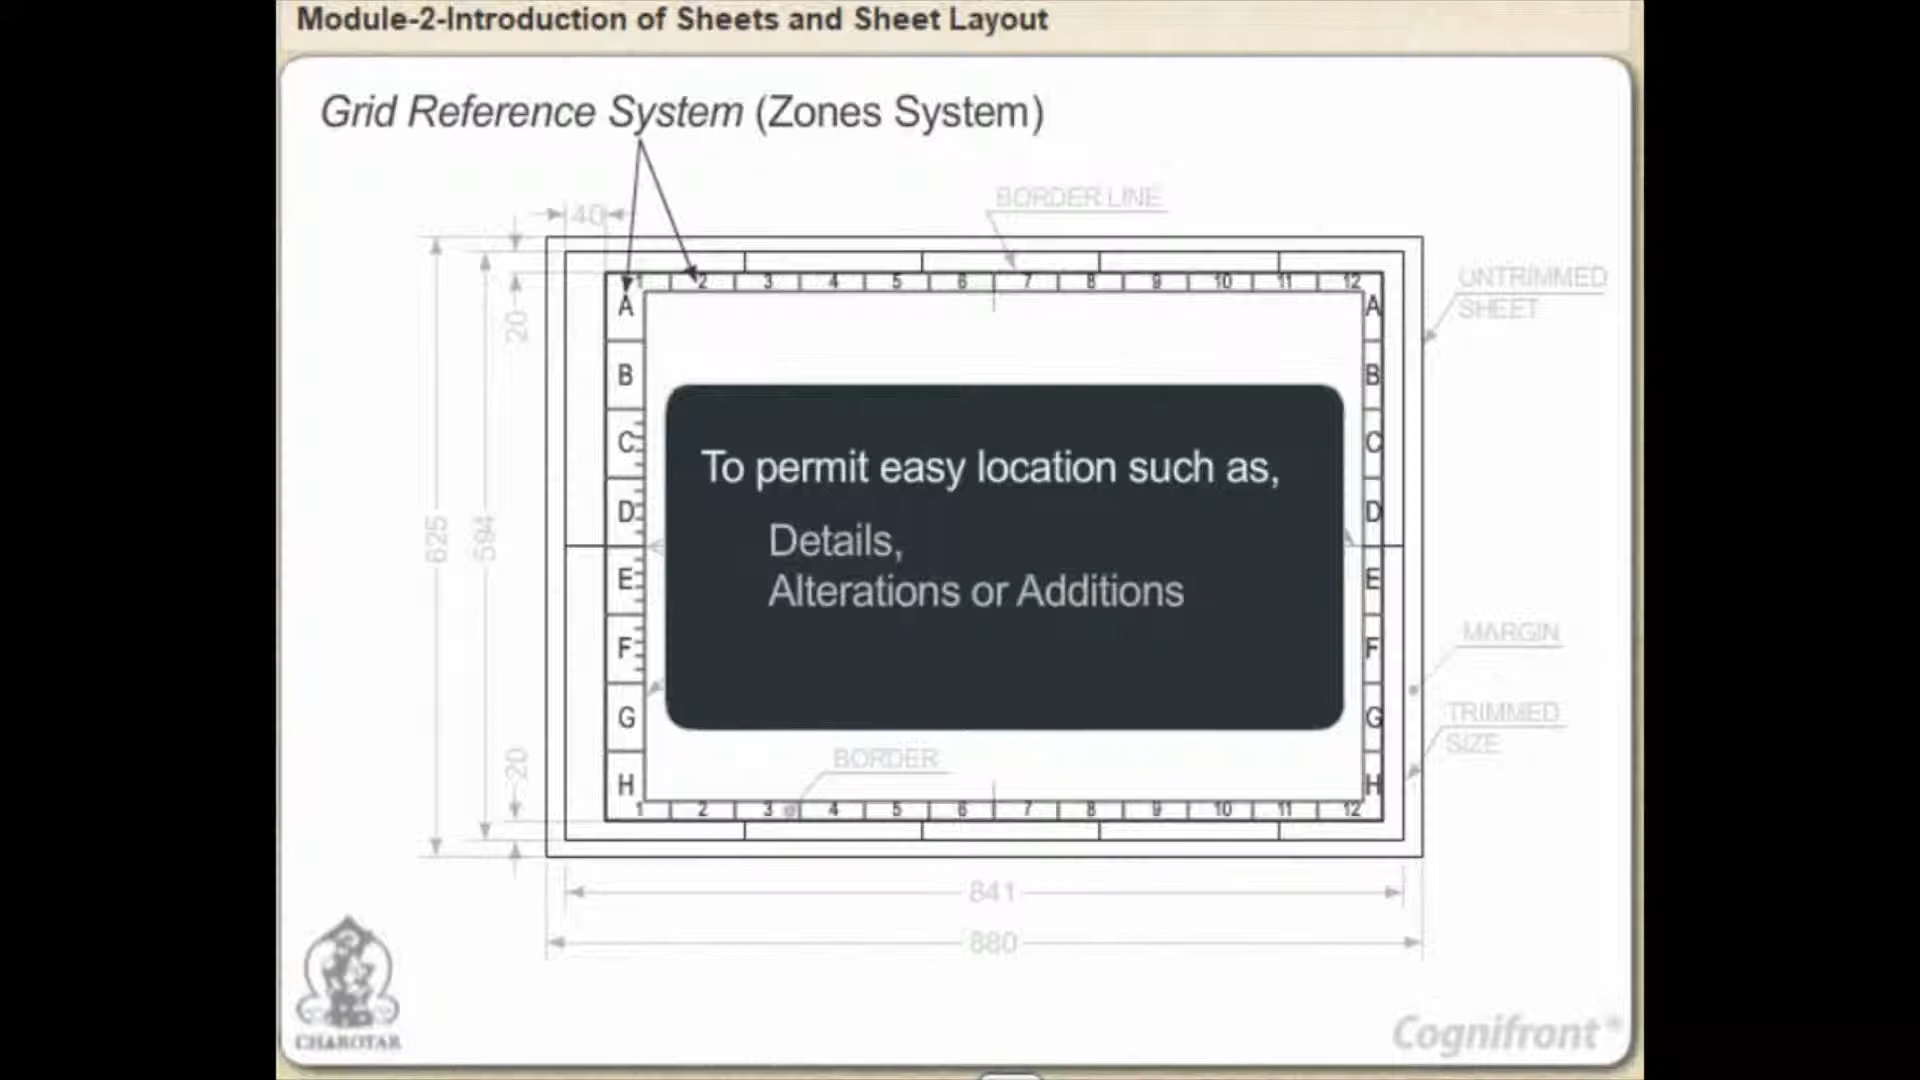 Module-2-Introduction of Sheets and Sheet Layout
Grid Reference System (Zones System)
BORDER LINE
40
UNTRIMMED
SHEET
1 2 3 4 5 6 7 8 9 10 11 12
A A
20
B B
C C
To permit easy location such as,
D D
625
594
Details,
E E
Alterations or Additions
F F
MARGIN
G G
TRIMMED
SIZE
20
BORDER
H H
1 2 3 4 5 6 7 8 9 10 11 12
841
880
CHAROTAR
Cognifront